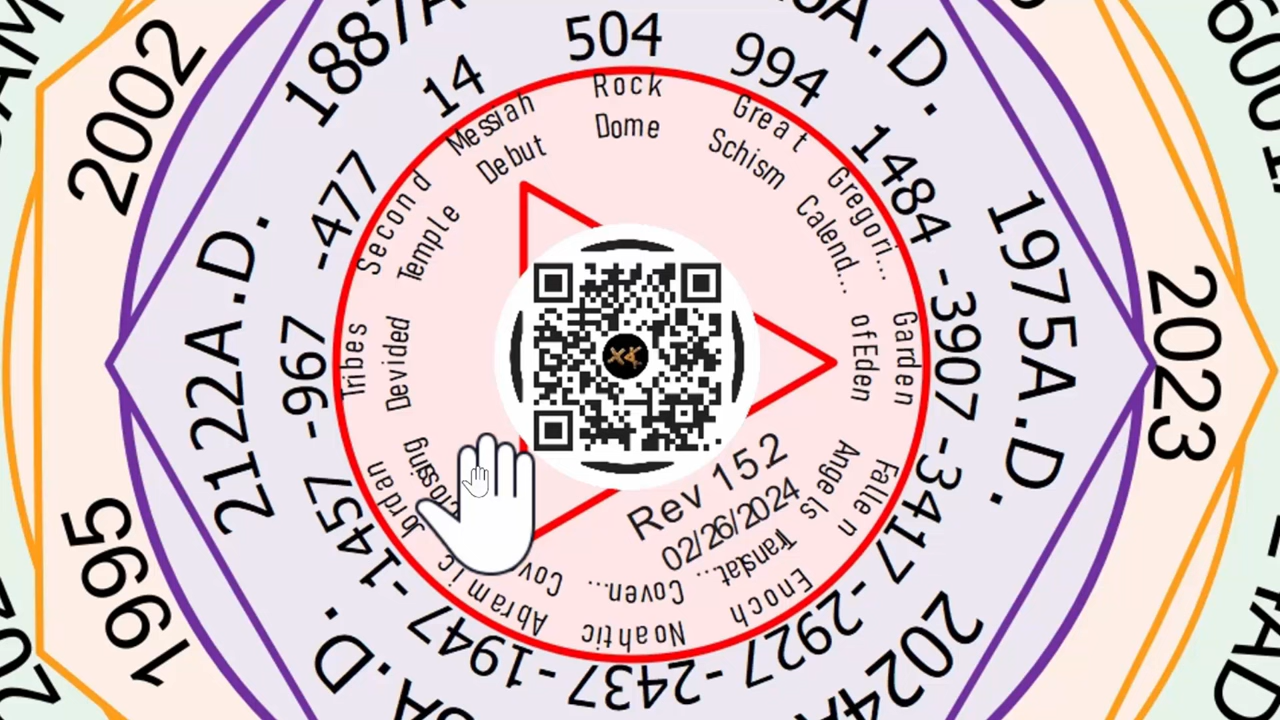 504
Rock
Dome
994
Great
Schism
1484
Gregori...
Calend...
-3907
Garden
of Eden
-3417
Fallen
Angels
-2927
Enoch
Translat...
-2437
Noahtic
Coven...
-1947
Abramic
Cov
-1457
Jordan
-967
Tribes
Devided
-477
Second
Temple
14
Messiah
Debut
Rev 15.2
02/26/2024
1887A
A.D.
1975A.D.
2024A
A.D.
2122A.D.
2002
2023
1995